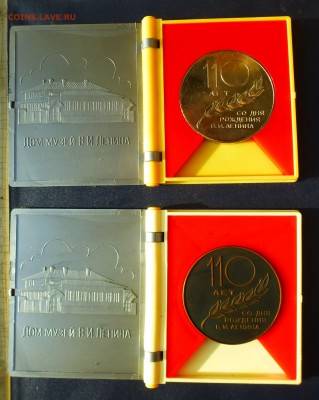 COINS.LAVE.RU
ДОМ МУЗЕЙ В.И.ЛЕНИНА
110
ЛЕТ
СО ДНЯ
РОЖДЕНИЯ
В.И.ЛЕНИНА
ДОМ МУЗЕЙ В.И.ЛЕНИНА
110
ЛЕТ
СО ДНЯ
РОЖДЕНИЯ
В.И.ЛЕНИНА